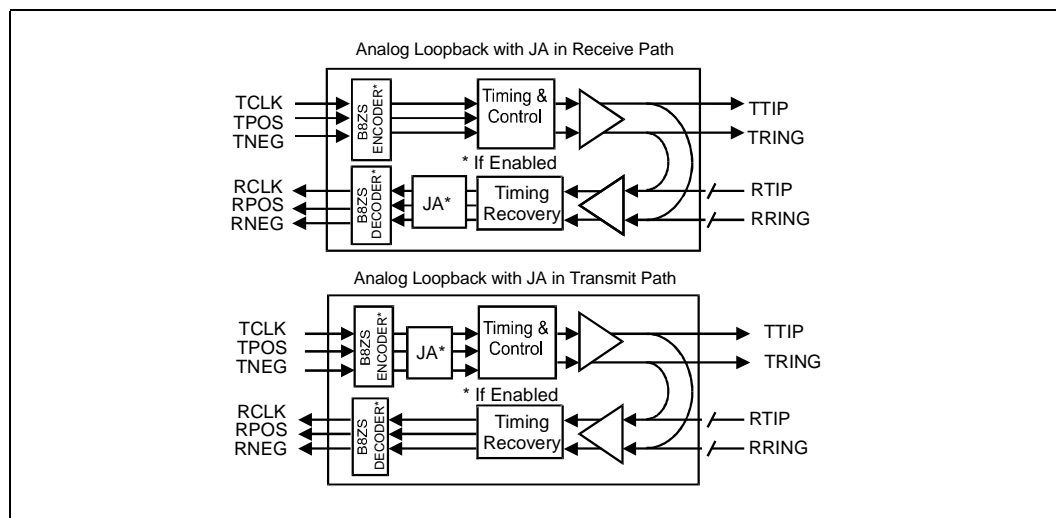 Analog Loopback with JA in Receive Path
TCLK
TPOS
TNEG
B8ZS
ENCODER*
Timing &
Control
TTIP
TRING
* If Enabled
RCLK
RPOS
RNEG
B8ZS
DECODER*
JA*
Timing
Recovery
RTIP
RRING
Analog Loopback with JA in Transmit Path
TCLK
TPOS
TNEG
B8ZS
ENCODER*
JA*
Timing &
Control
TTIP
TRING
* If Enabled
RCLK
RPOS
RNEG
B8ZS
DECODER*
Timing
Recovery
RTIP
RRING